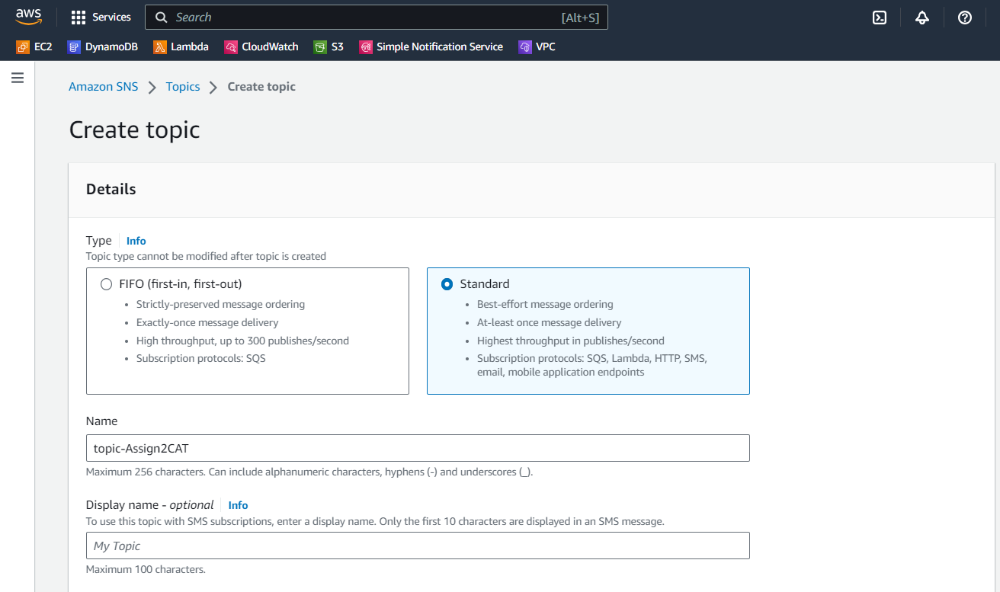 aws Services Search [Alt+S]
EC2 DynamoDB Lambda CloudWatch S3 Simple Notification Service VPC
Amazon SNS Topics Create topic
Create topic
Details
Type Info
Topic type cannot be modified after topic is created
FIFO (first-in, first-out)
• Strictly-preserved message ordering
• Exactly-once message delivery
• High throughput, up to 300 publishes/second
• Subscription protocols: SQS
Standard
• Best-effort message ordering
• At-least once message delivery
• Highest throughput in publishes/second
• Subscription protocols: SQS, Lambda, HTTP, SMS,
email, mobile application endpoints
Name
topic-Assign2CAT
Maximum 256 characters. Can include alphanumeric characters, hyphens (-) and underscores (_).
Display name - optional Info
To use this topic with SMS subscriptions, enter a display name. Only the first 10 characters are displayed in an SMS message.
My Topic
Maximum 100 characters.